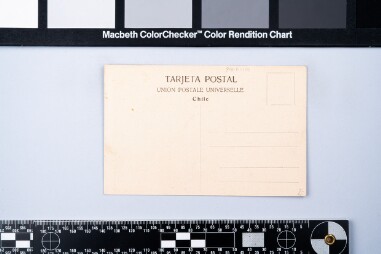 Macbeth ColorChecker™ Color Rendition Chart
TARJETA POSTAL
UNION POSTALE UNIVERSELLE
Chile